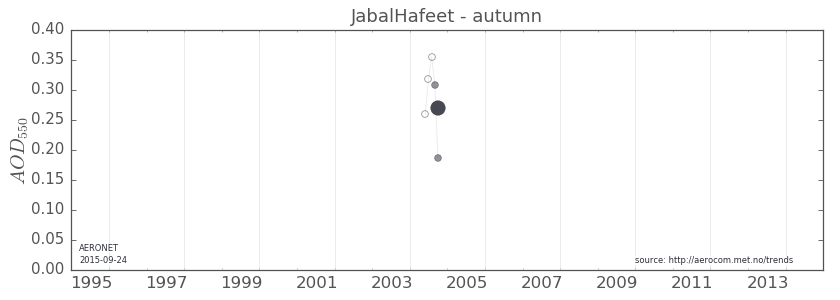 JabalHafeet - autumn
0.40
0.35
0.30
0.25
0.20
0.15
0.10
0.05
0.00
AOD550
AERONET
2015-09-24
source: http://aerocom.met.no/trends
1995 1997 1999 2001 2003 2005 2007 2009 2011 2013